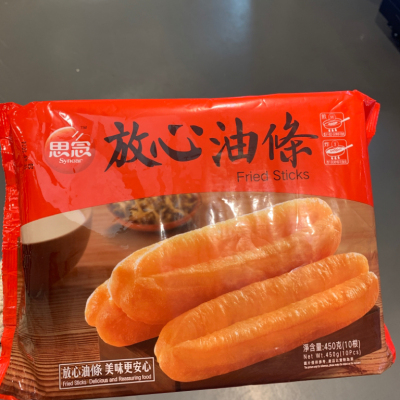 思念
Synear
放心油條
Fried Sticks
放心油條 美味更安心
Fried Sticks-Delicious and Reassuring food
淨含量:450克(10根)
Net Wt.450g(10Pcs)